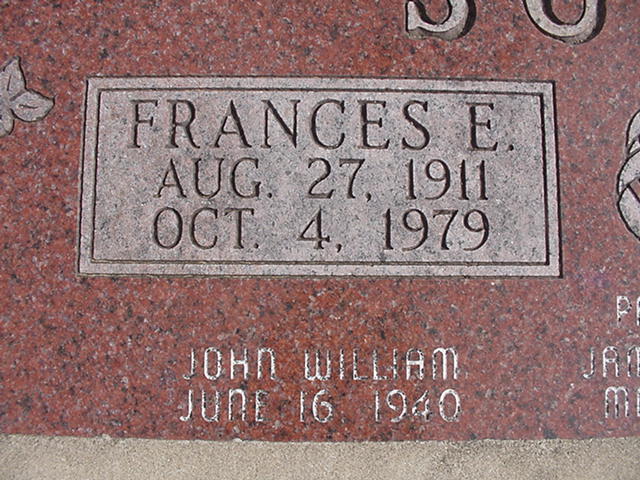 FRANCES E.
AUG. 27, 1911
OCT. 4, 1979
JOHN WILLIAM
JUNE 16 1940